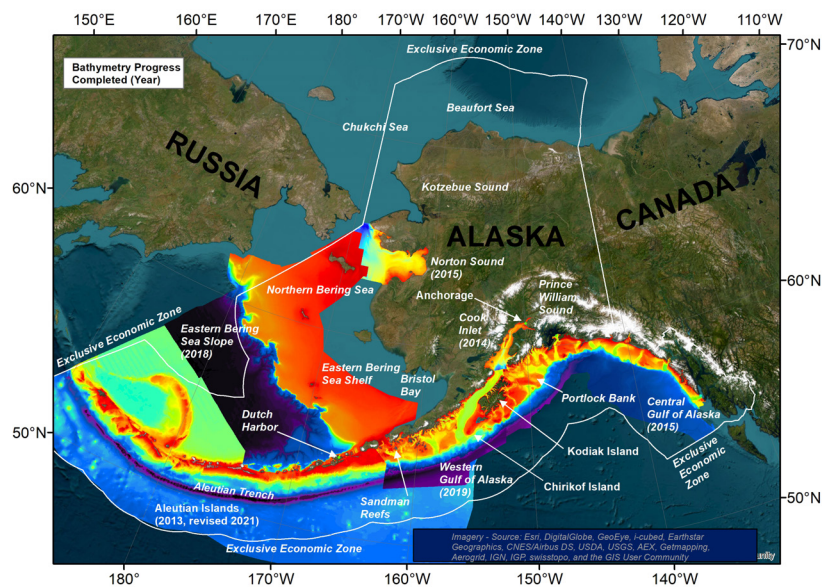 150°E
160°E
170°E
180°
170°W
160°W
150°W
140°W
130°W
120°W
110°W
70°N
Exclusive Economic Zone
Bathymetry Progress
Completed (Year)
Beaufort Sea
Chukchi Sea
RUSSIA
60°N
Kotzebue Sound
CANADA
ALASKA
Norton Sound
(2015)
60°N
Northern Bering Sea
Anchorage
Prince
William
Sound
Cook
Inlet
(2014)
Exclusive Economic Zone
Eastern Bering
Sea Slope
(2018)
Eastern Bering
Sea Shelf
Bristol
Bay
Portlock Bank
Central
Gulf of Alaska
(2015)
Dutch
Harbor
50°N
Kodiak Island
Exclusive
Economic
Zone
Western
Gulf of Alaska
(2019)
Chirikof Island
Aleutian Trench
Sandman
Reefs
50°N
Aleutian Islands
(2013, revised 2021)
Exclusive Economic Zone
Imagery - Source: Esri, DigitalGlobe, GeoEye, i-cubed, Earthstar
Geographics, CNES/Airbus DS, USDA, USGS, AEX, Getmapping,
Aerogrid, IGN, IGP, swisstopo, and the GIS User Community
180°
170°W
160°W
150°W
140°W